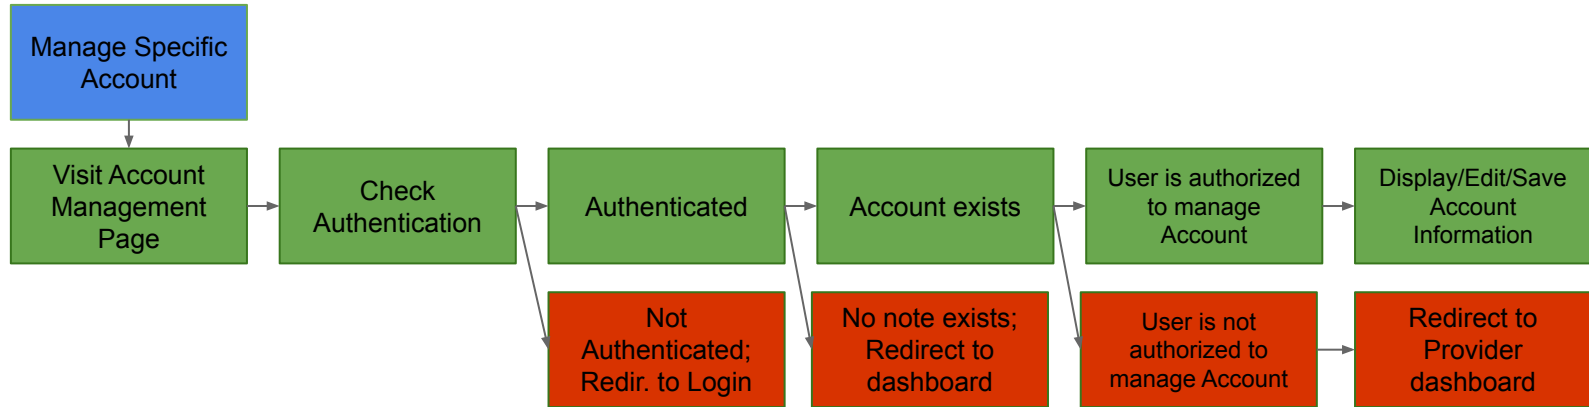 Manage Specific
Account
Visit Account
Management
Page
Check
Authentication
Authenticated
Account exists
User is authorized
to manage
Account
Display/Edit/Save
Account
Information
Not
Authenticated;
Redir. to Login
No note exists;
Redirect to
dashboard
User is not
authorized to
manage Account
Redirect to
Provider
dashboard